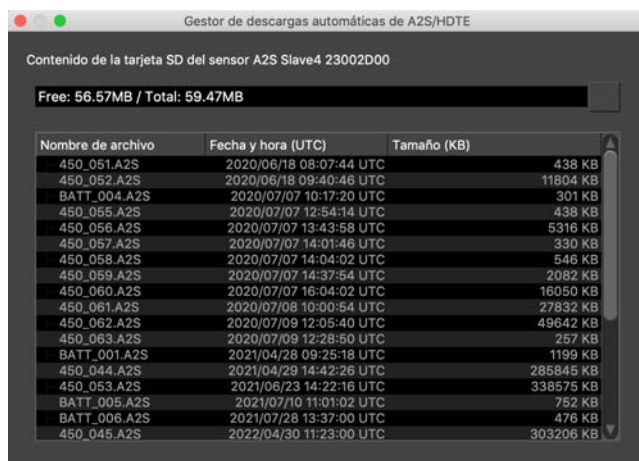 Gestor de descargas automáticas de A2S/HDTE
Contenido de la tarjeta SD del sensor A2S Slave4 23002D00
Free: 56.57MB / Total: 59.47MB
Nombre de archivo Fecha y hora (UTC) Tamaño (KB)
450_051.A2S 2020/06/18 08:07:44 UTC 438 KB
450_052.A2S 2020/06/18 09:40:46 UTC 11804 KB
BATT_004.A2S 2020/07/07 10:17:20 UTC 301 KB
450_055.A2S 2020/07/07 12:54:14 UTC 438 KB
450_056.A2S 2020/07/07 13:43:58 UTC 5316 KB
450_057.A2S 2020/07/07 14:01:46 UTC 330 KB
450_058.A2S 2020/07/07 14:04:02 UTC 546 KB
450_059.A2S 2020/07/07 14:37:54 UTC 2082 KB
450_060.A2S 2020/07/07 16:04:02 UTC 16050 KB
450_061.A2S 2020/07/08 10:00:54 UTC 27832 KB
450_062.A2S 2020/07/09 12:05:40 UTC 49642 KB
450_063.A2S 2020/07/09 12:28:50 UTC 257 KB
BATT_001.A2S 2021/04/28 09:25:18 UTC 1199 KB
450_044.A2S 2021/04/29 14:42:26 UTC 285845 KB
450_053.A2S 2021/06/23 14:22:16 UTC 338575 KB
BATT_005.A2S 2021/07/10 11:01:02 UTC 752 KB
BATT_006.A2S 2021/07/28 13:37:00 UTC 476 KB
450_045.A2S 2022/04/30 11:23:00 UTC 303206 KB